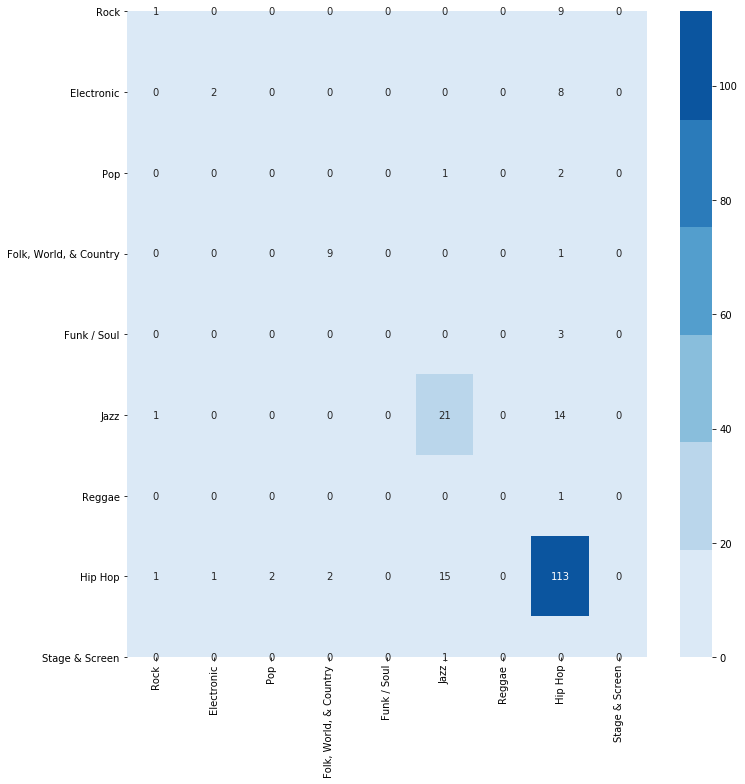 Rock 1 0 0 0 0 0 0 9 0
Electronic 0 2 0 0 0 0 0 8 0
Pop 0 0 0 0 0 1 0 2 0
Folk, World, & Country 0 0 0 9 0 0 0 1 0
Funk / Soul 0 0 0 0 0 0 0 3 0
Jazz 1 0 0 0 0 21 0 14 0
Reggae 0 0 0 0 0 0 0 1 0
Hip Hop 1 1 2 2 0 15 0 113 0
Stage & Screen 0 0 0 0 0 1 0 0 0
Rock
Electronic
Pop
Folk, World, & Country
Funk / Soul
Jazz
Reggae
Hip Hop
Stage & Screen
100
80
60
40
20
0